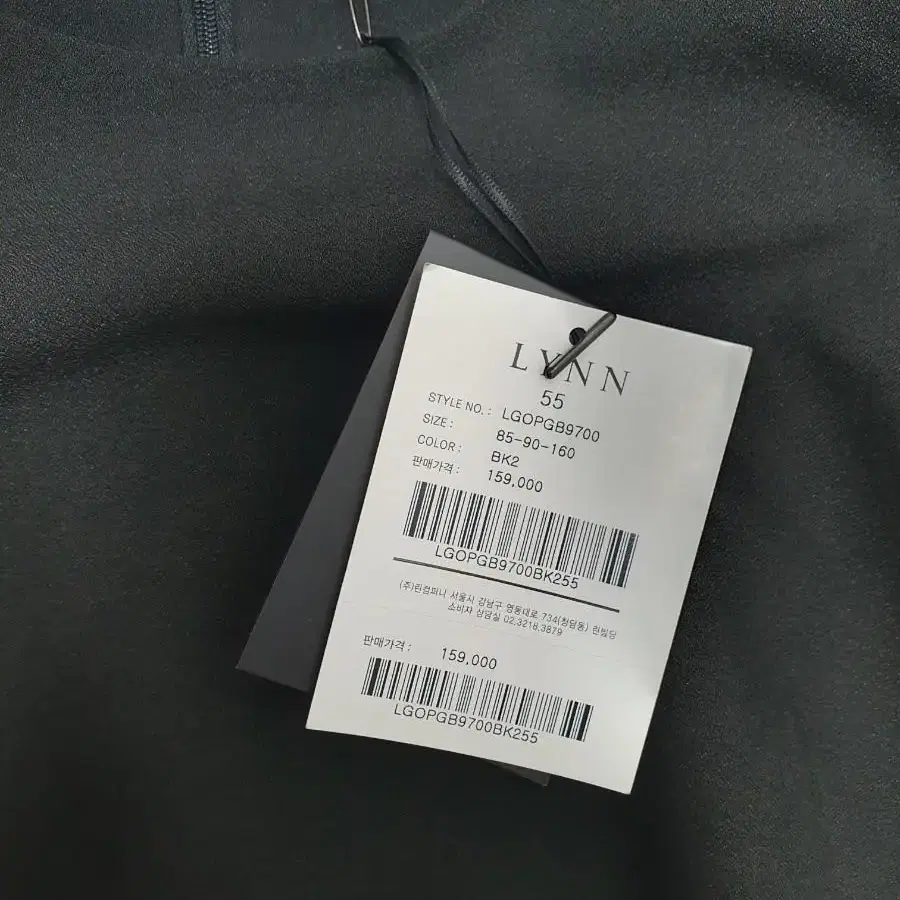 LYNN
55
STYLE NO. : LGOPGB9700
SIZE : 85-90-160
COLOR : BK2
판매가격 : 159,000
LGOPGB9700BK255
(주)린컴퍼니 서울시 강남구 영동대로 734(청담동) 린빌딩
소비자 상담실 02.3218.3879
판매가격 : 159,000
LGOPGB9700BK255